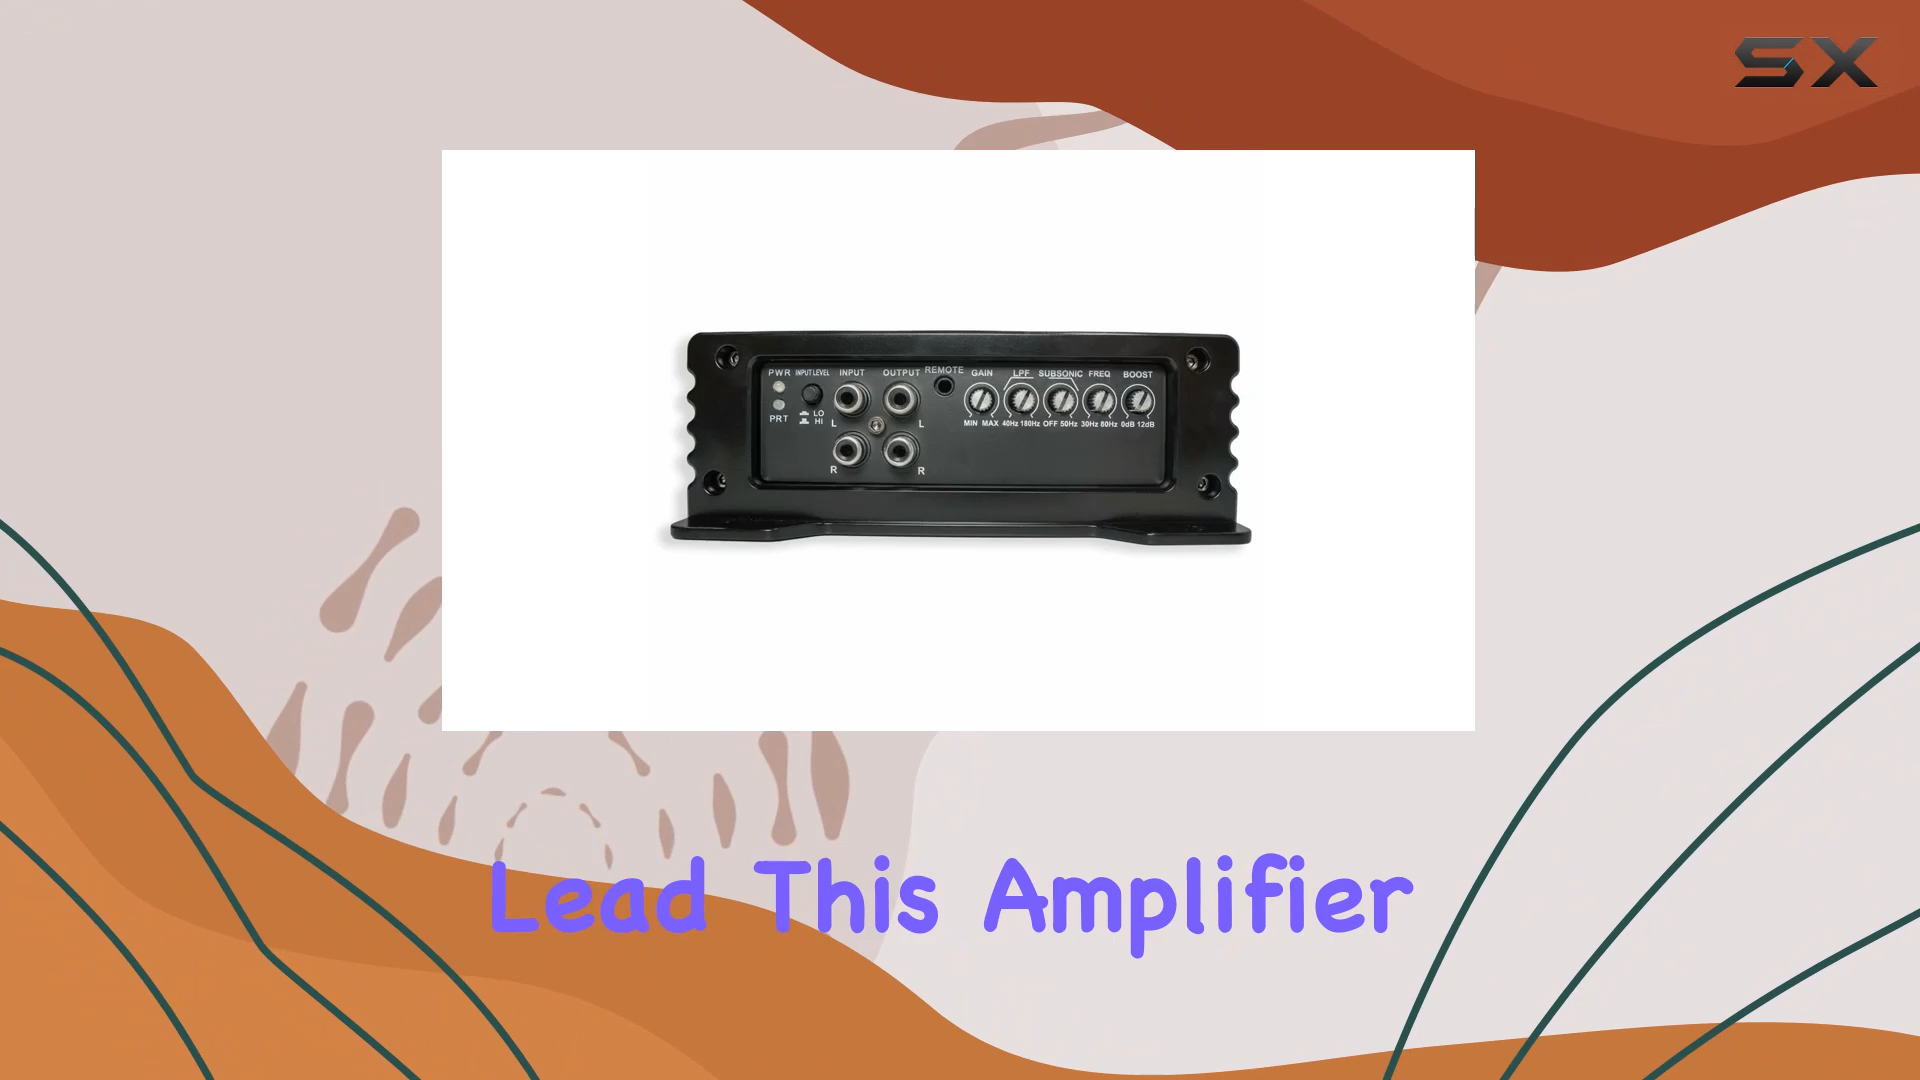 SX
PWR INPUT LEVEL INPUT OUTPUT REMOTE GAIN LPF SUBSONIC FREQ BOOST
PRT LO
HI
L L
MIN MAX 40Hz 180Hz OFF 50Hz 30Hz 80Hz 0dB 12dB
R R
Lead This Amplifier